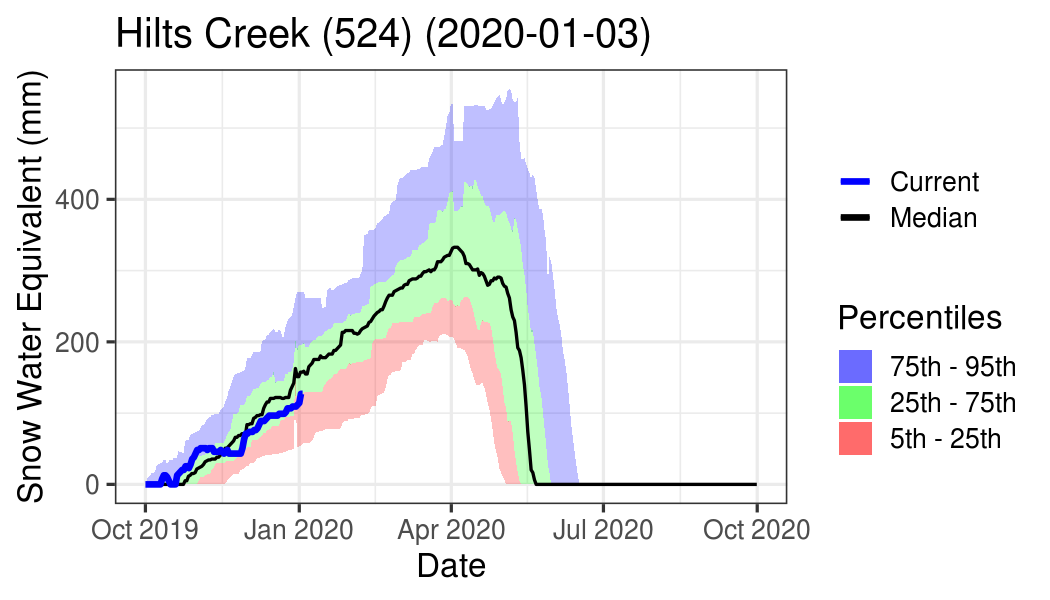 Hilts Creek (524) (2020-01-03)
Snow Water Equivalent (mm)
400
200
0
Oct 2019
Jan 2020
Apr 2020
Jul 2020
Oct 2020
Date
Current
Median
Percentiles
75th - 95th
25th - 75th
5th - 25th